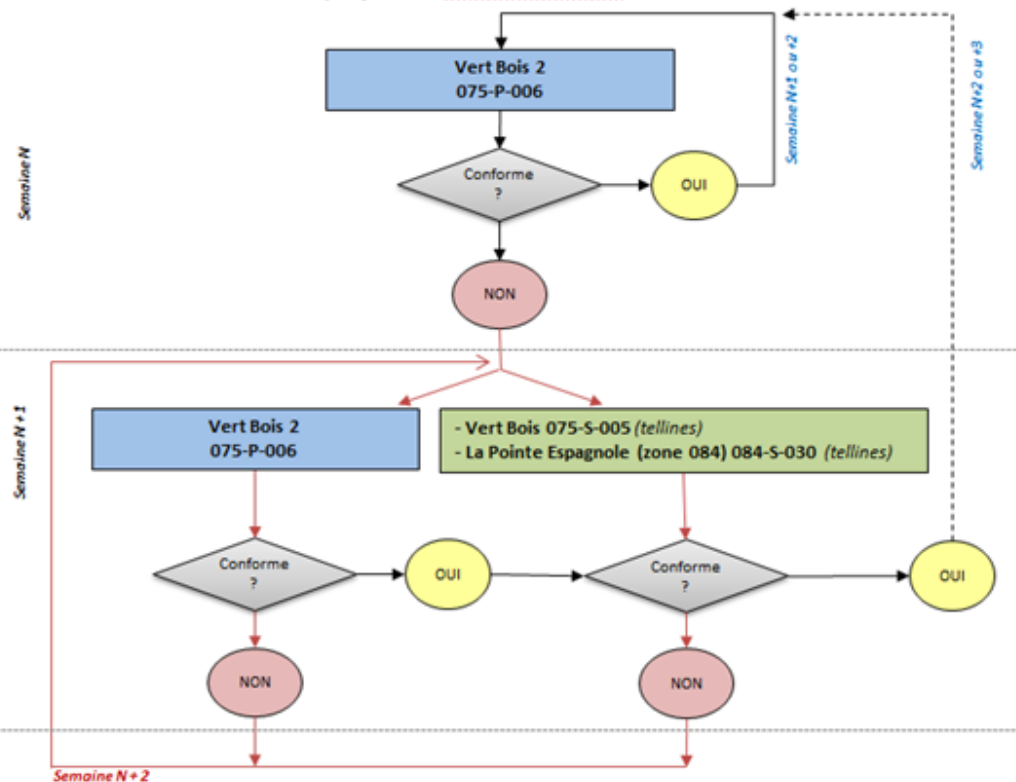 Vert Bois 2
075-P-006
Semaine N+1 ou +2
Semaine N+2 ou +3
Semaine N
Conforme
?
OUI
NON
Semaine N +1
Vert Bois 2
075-P-006
- Vert Bois 075-S-005 (tellines)
- La Pointe Espagnole (zone 084) 084-S-030 (tellines)
Conforme
?
OUI
Conforme
?
OUI
NON
NON
Semaine N + 2